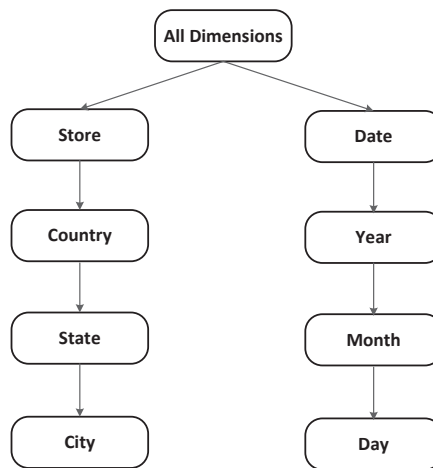 All Dimensions
Store
Date
Country
Year
State
Month
City
Day